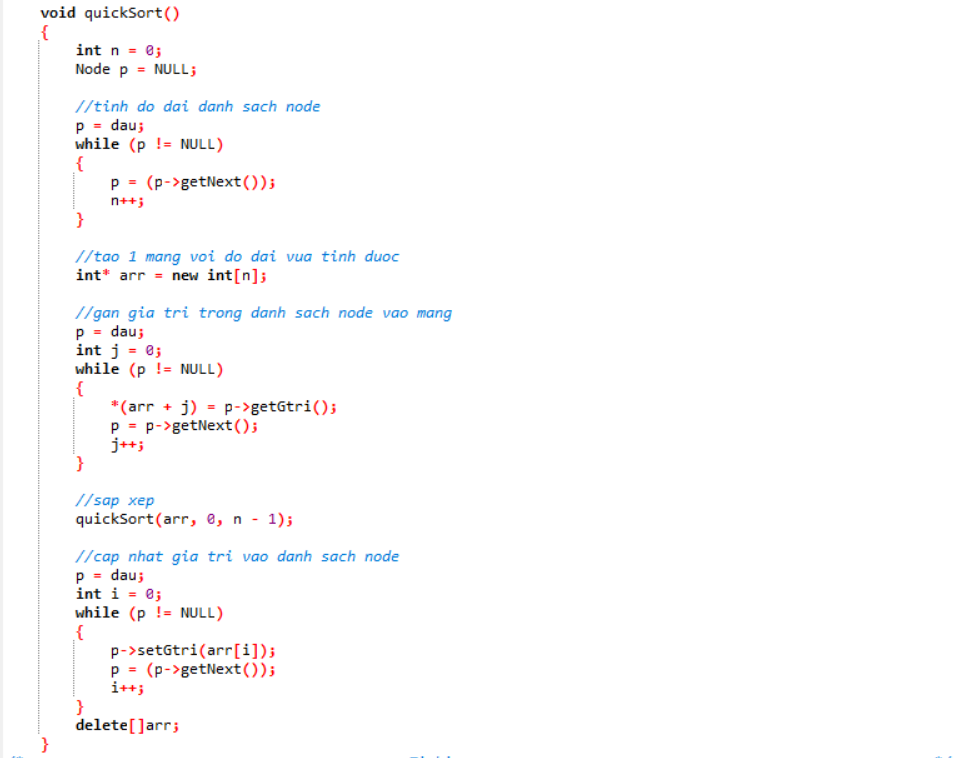 void quickSort()
{
    int n = 0;
    Node p = NULL;

    //tinh do dai danh sach node
    p = dau;
    while (p != NULL)
    {
        p = (p->getNext());
        n++;
    }

    //tao 1 mang voi do dai vua tinh duoc
    int* arr = new int[n];

    //gan gia tri trong danh sach node vao mang
    p = dau;
    int j = 0;
    while (p != NULL)
    {
        *(arr + j) = p->getGtri();
        p = p->getNext();
        j++;
    }

    //sap xep
    quickSort(arr, 0, n - 1);

    //cap nhat gia tri vao danh sach node
    p = dau;
    int i = 0;
    while (p != NULL)
    {
        p->setGtri(arr[i]);
        p = (p->getNext());
        i++;
    }
    delete[]arr;
}